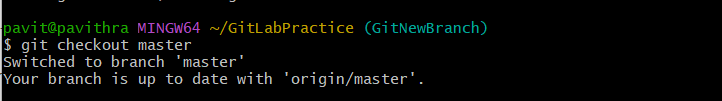 pavit@pavithra MINGW64 ~/GitLabPractice (GitNewBranch)
$ git checkout master
Switched to branch 'master'
Your branch is up to date with 'origin/master'.